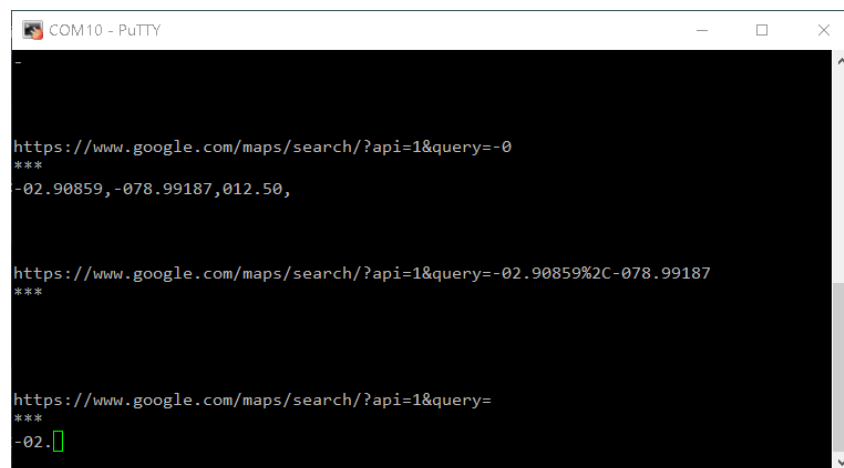 COM10 - PuTTY
-
https://www.google.com/maps/search/?api=1&query=-0
***
-02.90859,-078.99187,012.50,
https://www.google.com/maps/search/?api=1&query=-02.90859%2C-078.99187
***
https://www.google.com/maps/search/?api=1&query=
***
-02.